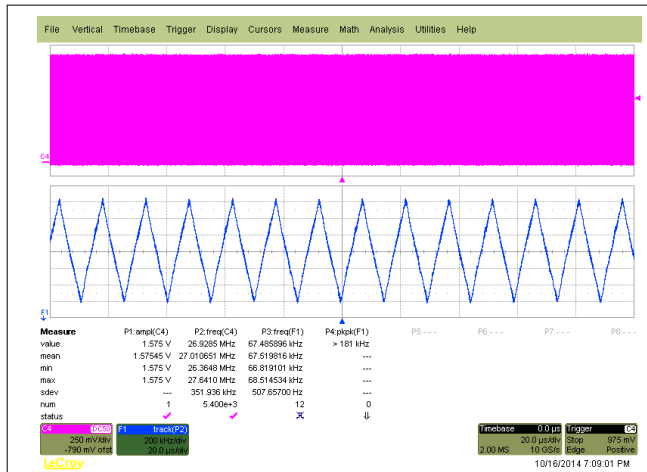 File Vertical Timebase Trigger Display Cursors Measure Math Analysis Utilities Help
C4
F1
Measure P1:ampl(C4) P2:freq(C4) P3:freq(F1) P4:pkpk(F1) P5:- - - P6:- - - P7:- - - P8:- - -
value 1.575 V 26.9285 MHz 67.485896 kHz > 181 kHz
mean 1.57545 V 27.010651 MHz 67.519816 kHz ---
min 1.575 V 26.3648 MHz 66.819101 kHz ---
max 1.575 V 27.6410 MHz 68.514534 kHz ---
sdev --- 351.936 kHz 507.65700 Hz ---
num 1 5.400e+3 12 0
status
C4 DC50 F1 track(P2) Timebase 0.0 µs Trigger C4
250 mV/div 200 kHz/div 20.0 µs/div Stop 975 mV
-790 mV ofst 20.0 µs/div 2.00 MS 10 GS/s Edge Positive
LeCroy 10/16/2014 7:09:01 PM